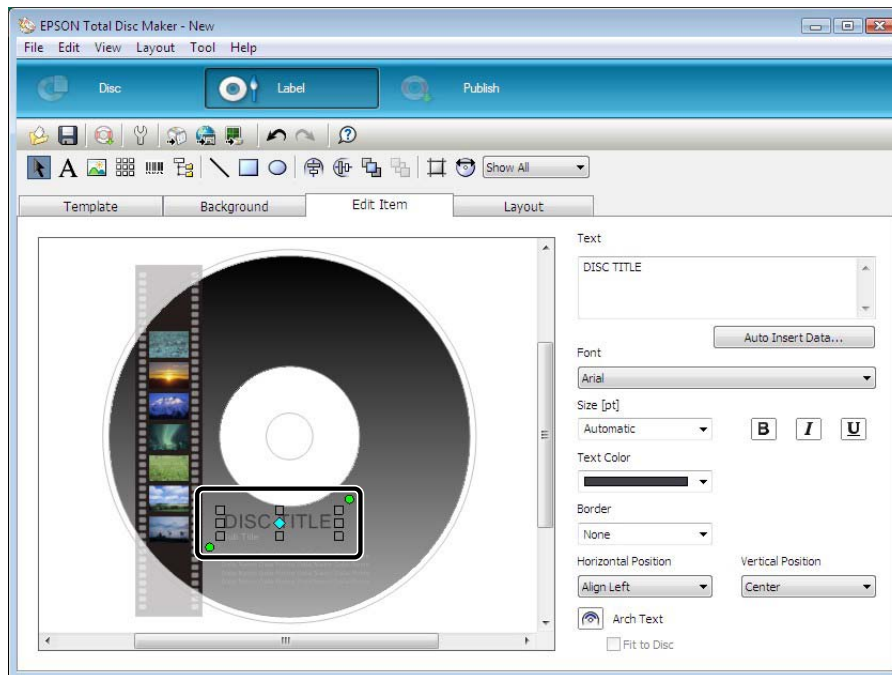 EPSON Total Disc Maker - New
File Edit View Layout Tool Help
Disc Label Publish
A Show All
Template Background Edit Item Layout
Text
DISC TITLE
Auto Insert Data...
Font
Arial
Size [pt]
Automatic B I U
Text Color
Border
None
Horizontal Position Vertical Position
Align Left Center
Arch Text
Fit to Disc
DISC TITLE